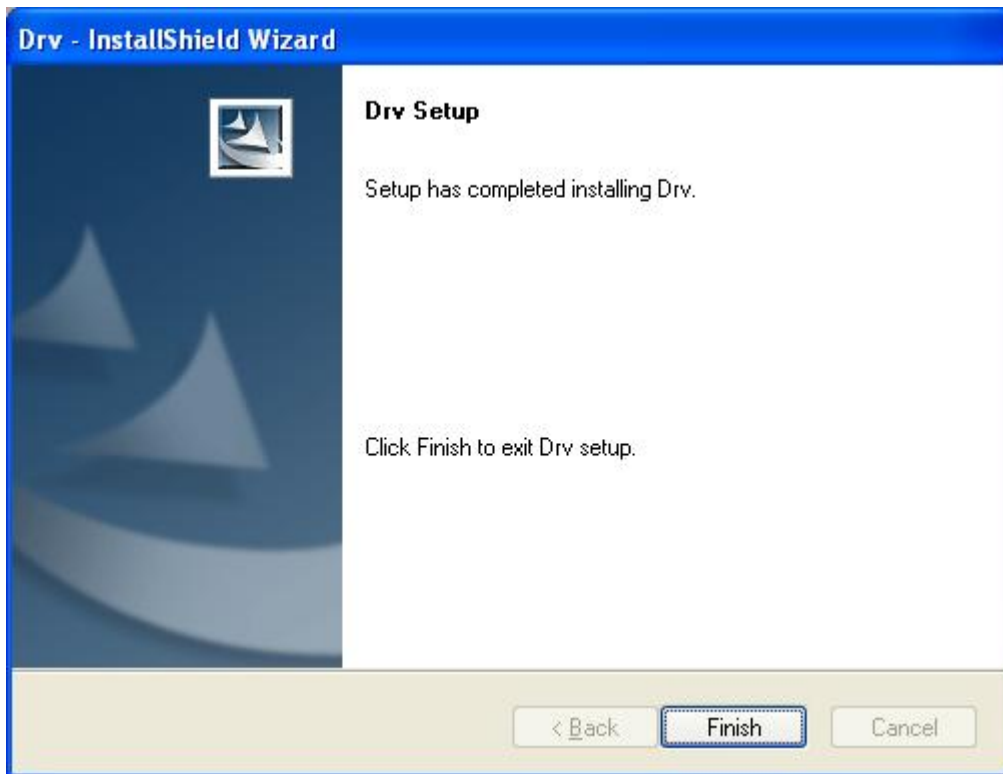 Drv - InstallShield Wizard
Drv Setup
Setup has completed installing Drv.
Click Finish to exit Drv setup.
< Back Finish Cancel